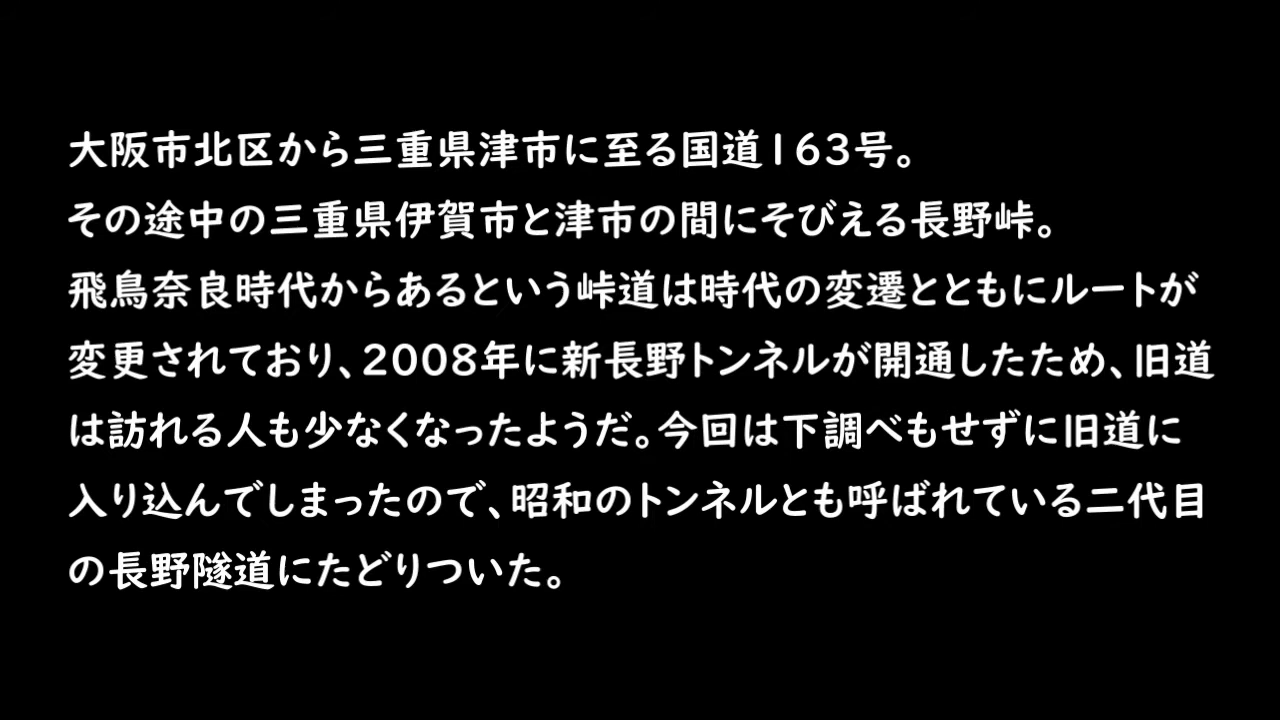 大阪市北区から三重県津市に至る国道163号。
その途中の三重県伊賀市と津市の間にそびえる長野峠。
飛鳥奈良時代からあるという峠道は時代の変遷とともにルートが
変更されており、2008年に新長野トンネルが開通したため、旧道
は訪れる人も少なくなったようだ。今回は下調べもせずに旧道に
入り込んでしまったので、昭和のトンネルとも呼ばれている二代目
の長野隧道にたどりついた。